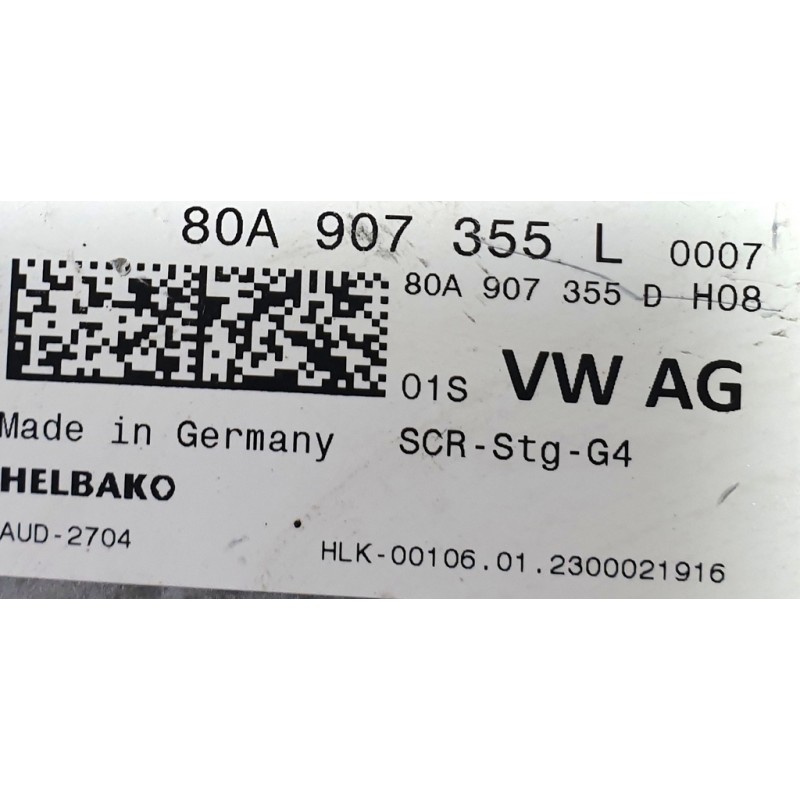 80A 907 355 L 0007
80A 907 355 D H08
01S VW AG
Made in Germany SCR-Stg-G4
HELBAKO
AUD-2704
HLK-00106.01.2300021916